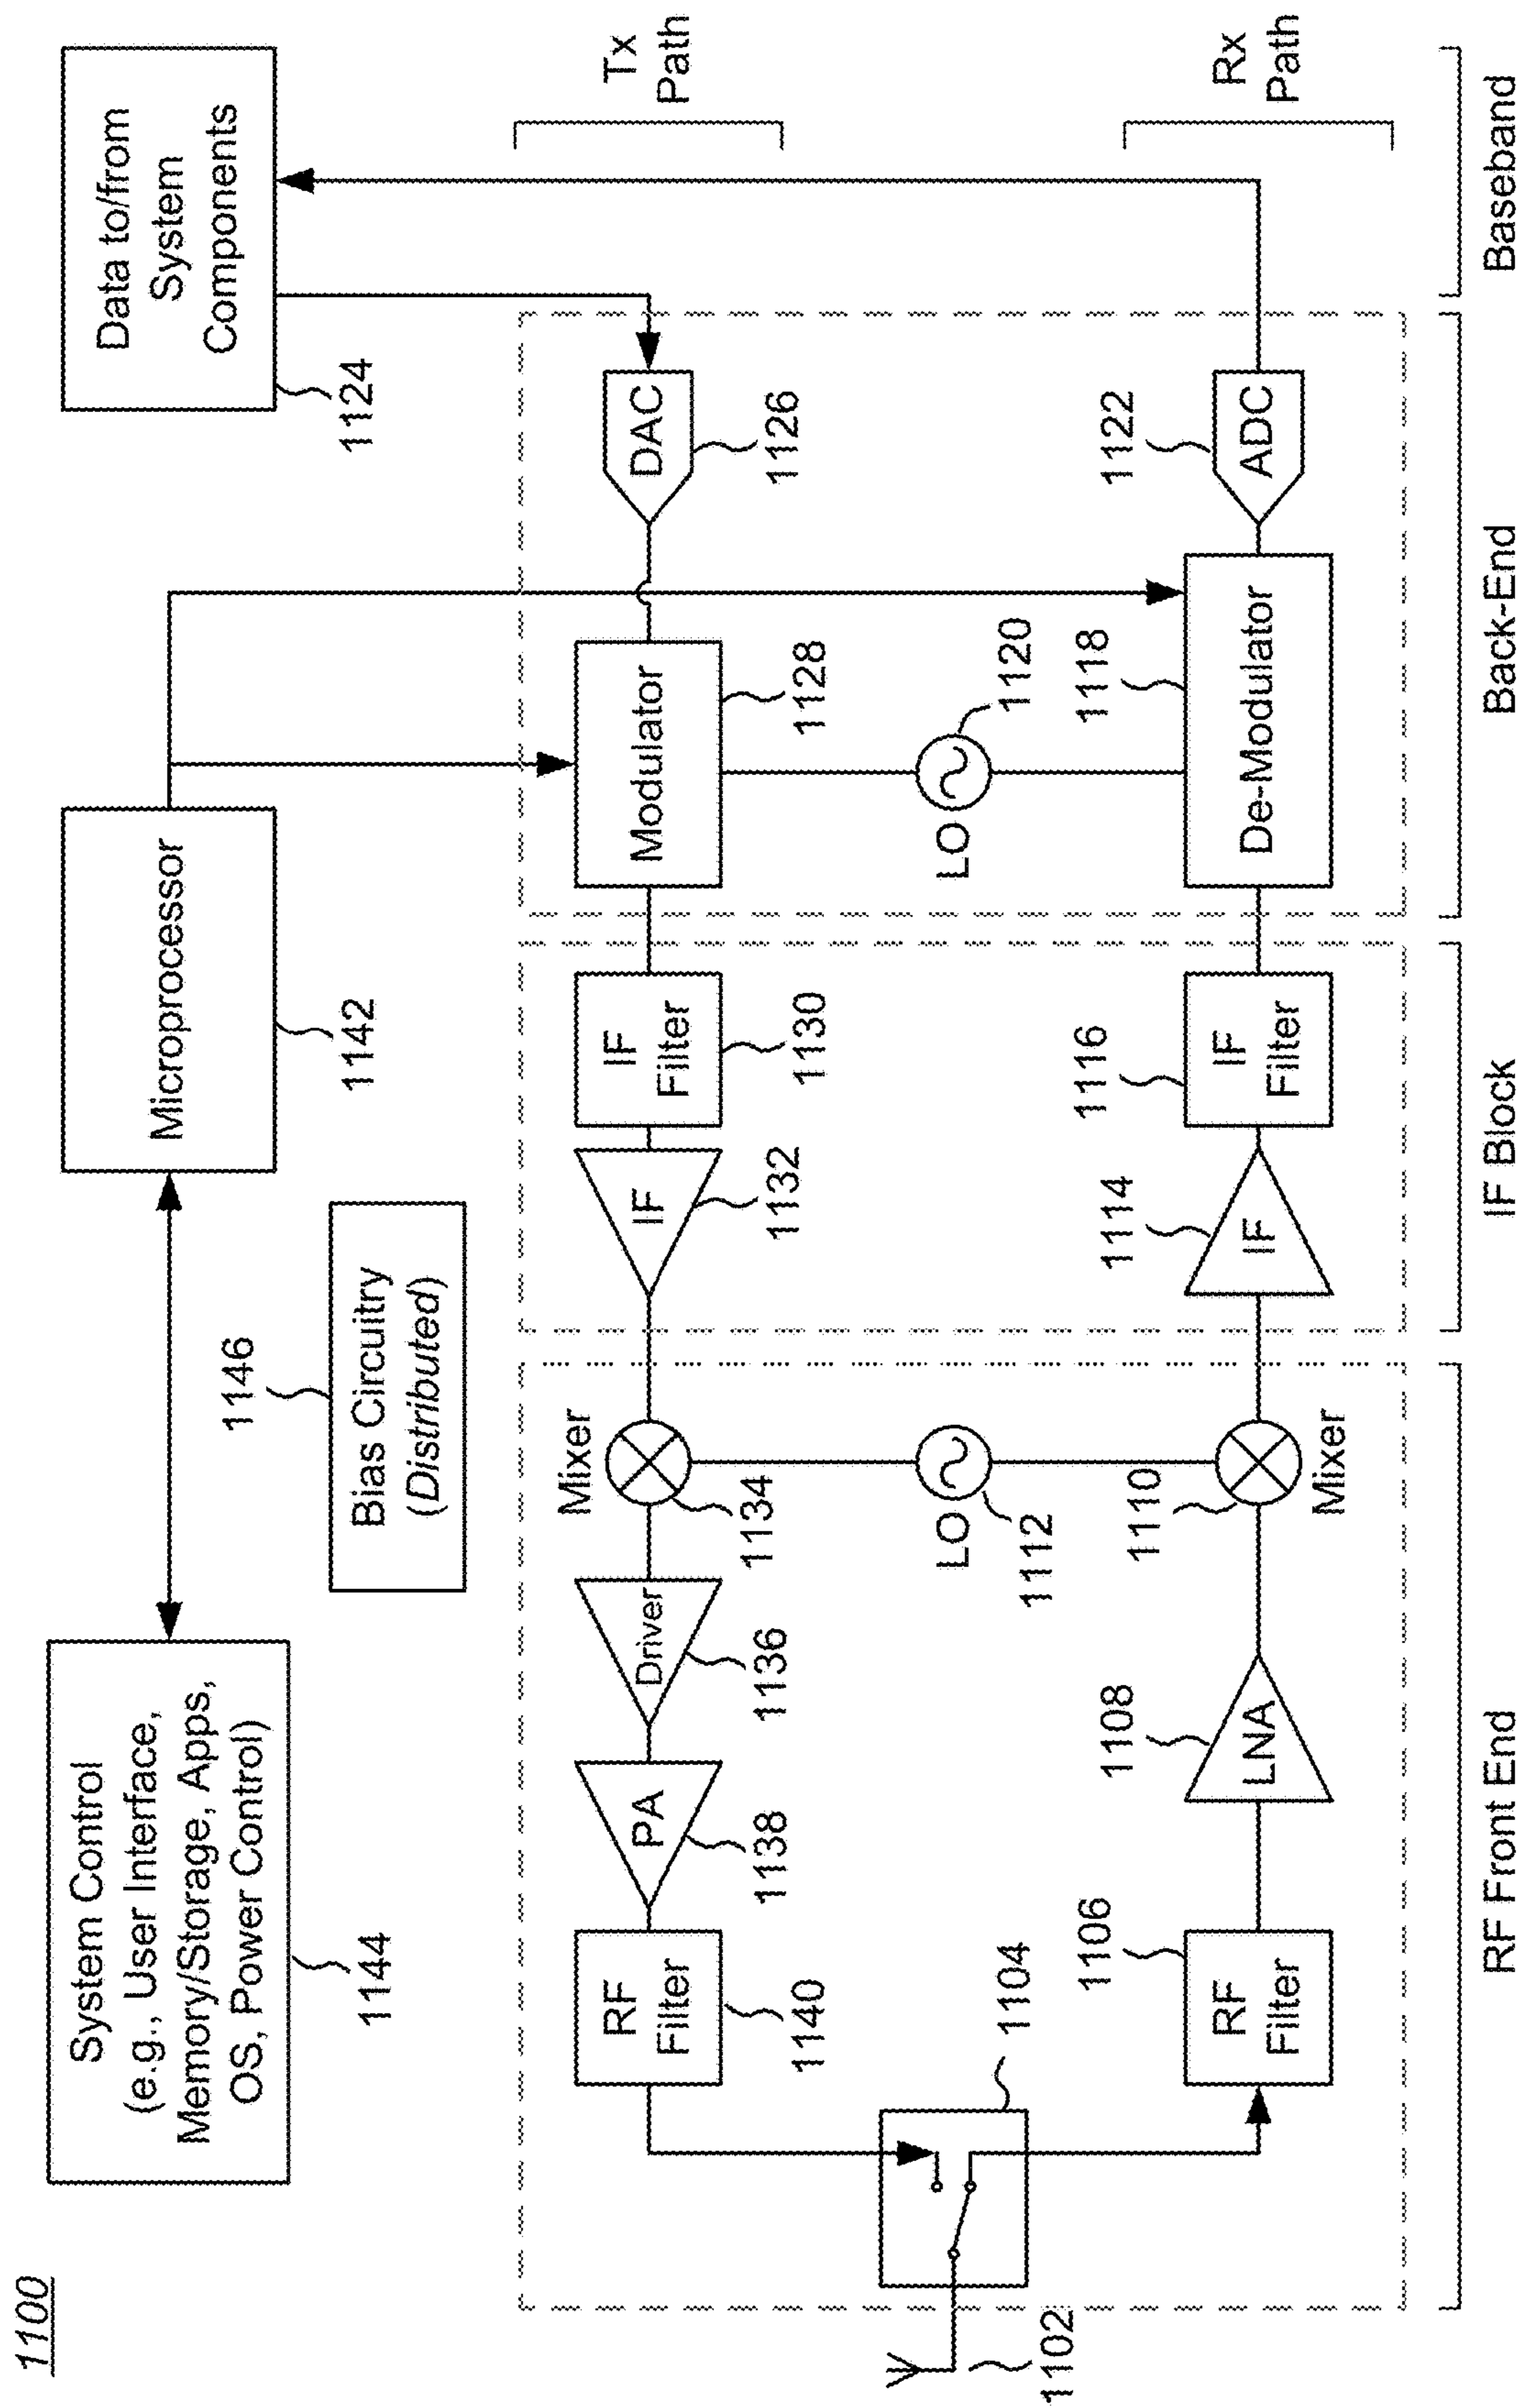 1100
System Control
(e.g., User Interface,
Memory/Storage, Apps,
OS, Power Control)
1144
Microprocessor
1142
Data to/from
System
Components
1124
1146
Bias Circuitry
(Distributed)
Tx
Path
RF
Filter
1140
PA
1138
Driver
1136
Mixer
1134
IF
1132
IF
Filter
1130
Modulator
1128
DAC
1126
1102
1104
LO
1112
LO
1120
Rx
Path
RF
Filter
1106
LNA
1108
1110
Mixer
IF
1114
IF
Filter
1116
De-Modulator
1118
ADC
1122
RF Front End
IF Block
Back-End
Baseband